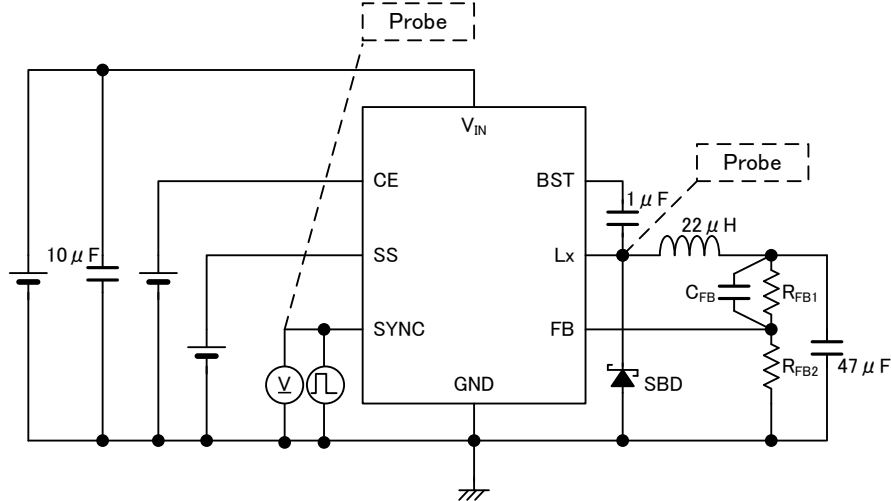 Probe
V_IN
Probe
CE
BST
1μF
22μH
10μF
SS
Lx
C_FB
R_FB1
SYNC
FB
R_FB2
47μF
V
GND
SBD